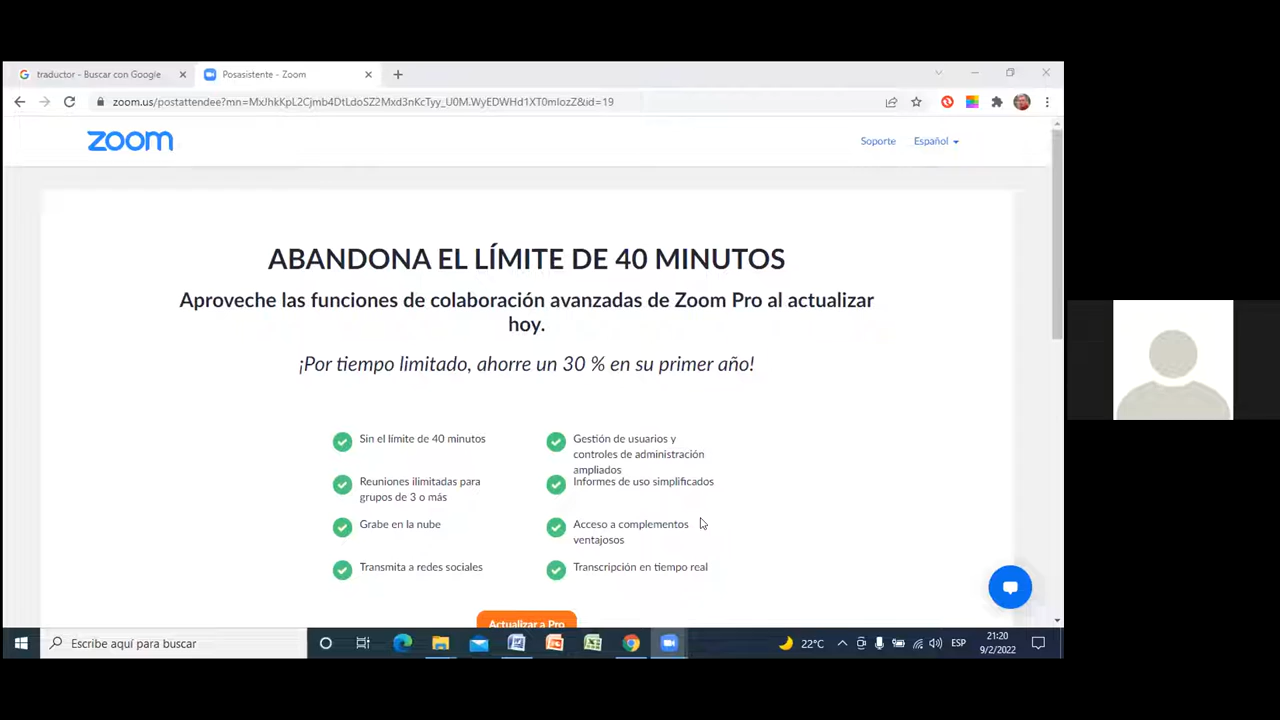 traducto - Buscar con Google
Posasistente - Zoom
zoom.us/postattendee?mn=MxJhkKpL2Cjmb4DtLdoSZ2Mxd3nKcTyy_U0M.WyEDWHd1XT0mIozZ&id=19
zoom
Soporte
Español
ABANDONA EL LÍMITE DE 40 MINUTOS
Aproveche las funciones de colaboración avanzadas de Zoom Pro al actualizar
hoy.
¡Por tiempo limitado, ahorre un 30 % en su primer año!
Sin el límite de 40 minutos
Reuniones ilimitadas para
grupos de 3 o más
Grabe en la nube
Transmita a redes sociales
Gestión de usuarios y
controles de administración
ampliados
Informes de uso simplificados
Acceso a complementos
ventajosos
Transcripción en tiempo real
Actualizar a Pro
Escribe aquí para buscar
22°C
ESP
21:20
9/2/2022